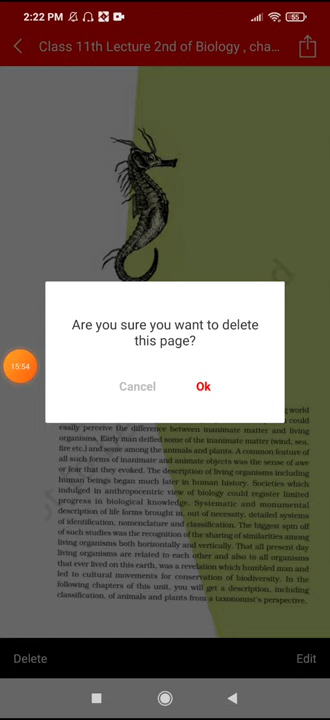 2:22 PM
55
Class 11th Lecture 2nd of Biology , cha...
Are you sure you want to delete
this page?
Cancel
Ok
15:54
world
could
easily perceive the difference between inanimate matter and living
organisms. Early man deified some of the inanimate matter (wind, sea,
fire etc.) and some among the animals and plants. A common feature of
all such forms of inanimate and animate objects was the sense of awe
or fear that they evoked. The description of living organisms including
human beings began much later in human history. Societies which
indulged in anthropocentric view of biology could register limited
progress in biological knowledge. Systematic and monumental
description of life forms brought in, out of necessity, detailed systems
of identification, nomenclature and classification. The biggest spin off
of such studies was the recognition of the sharing of similarities among
living organisms both horizontally and vertically. That all present day
living organisms are related to each other and also to all organisms
that ever lived on this earth, was a revelation which humbled man and
led to cultural movements for conservation of biodiversity. In the
following chapters of this unit, you will get a description, including
classification, of animals and plants from a taxonomist's perspective.
Delete
Edit